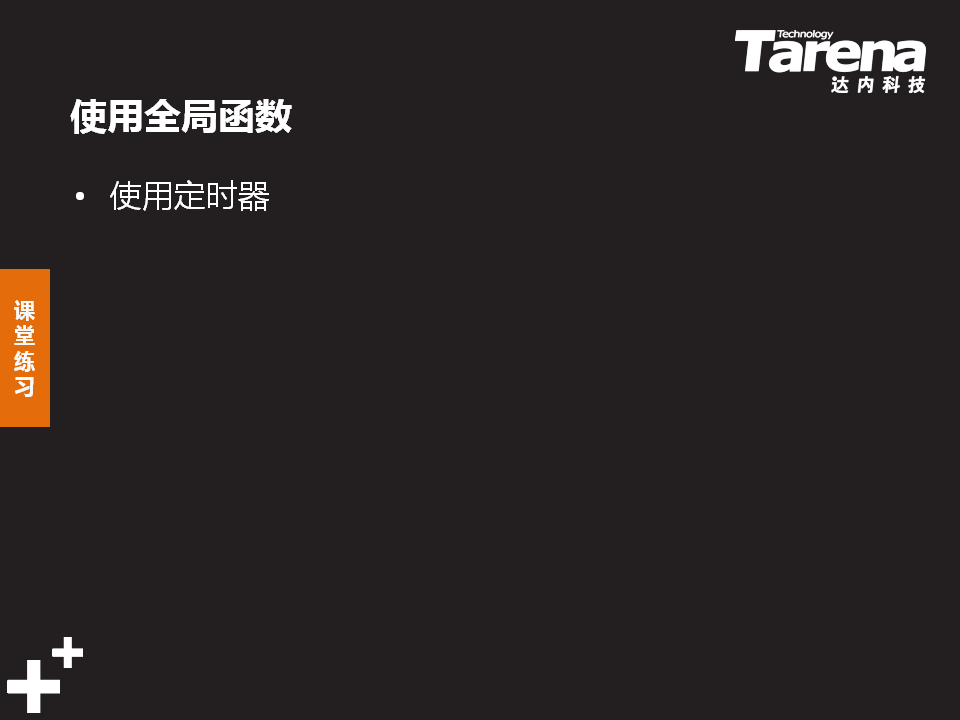 Technology
Tarena
达内科技
使用全局函数
• 使用定时器
课
堂
练
习